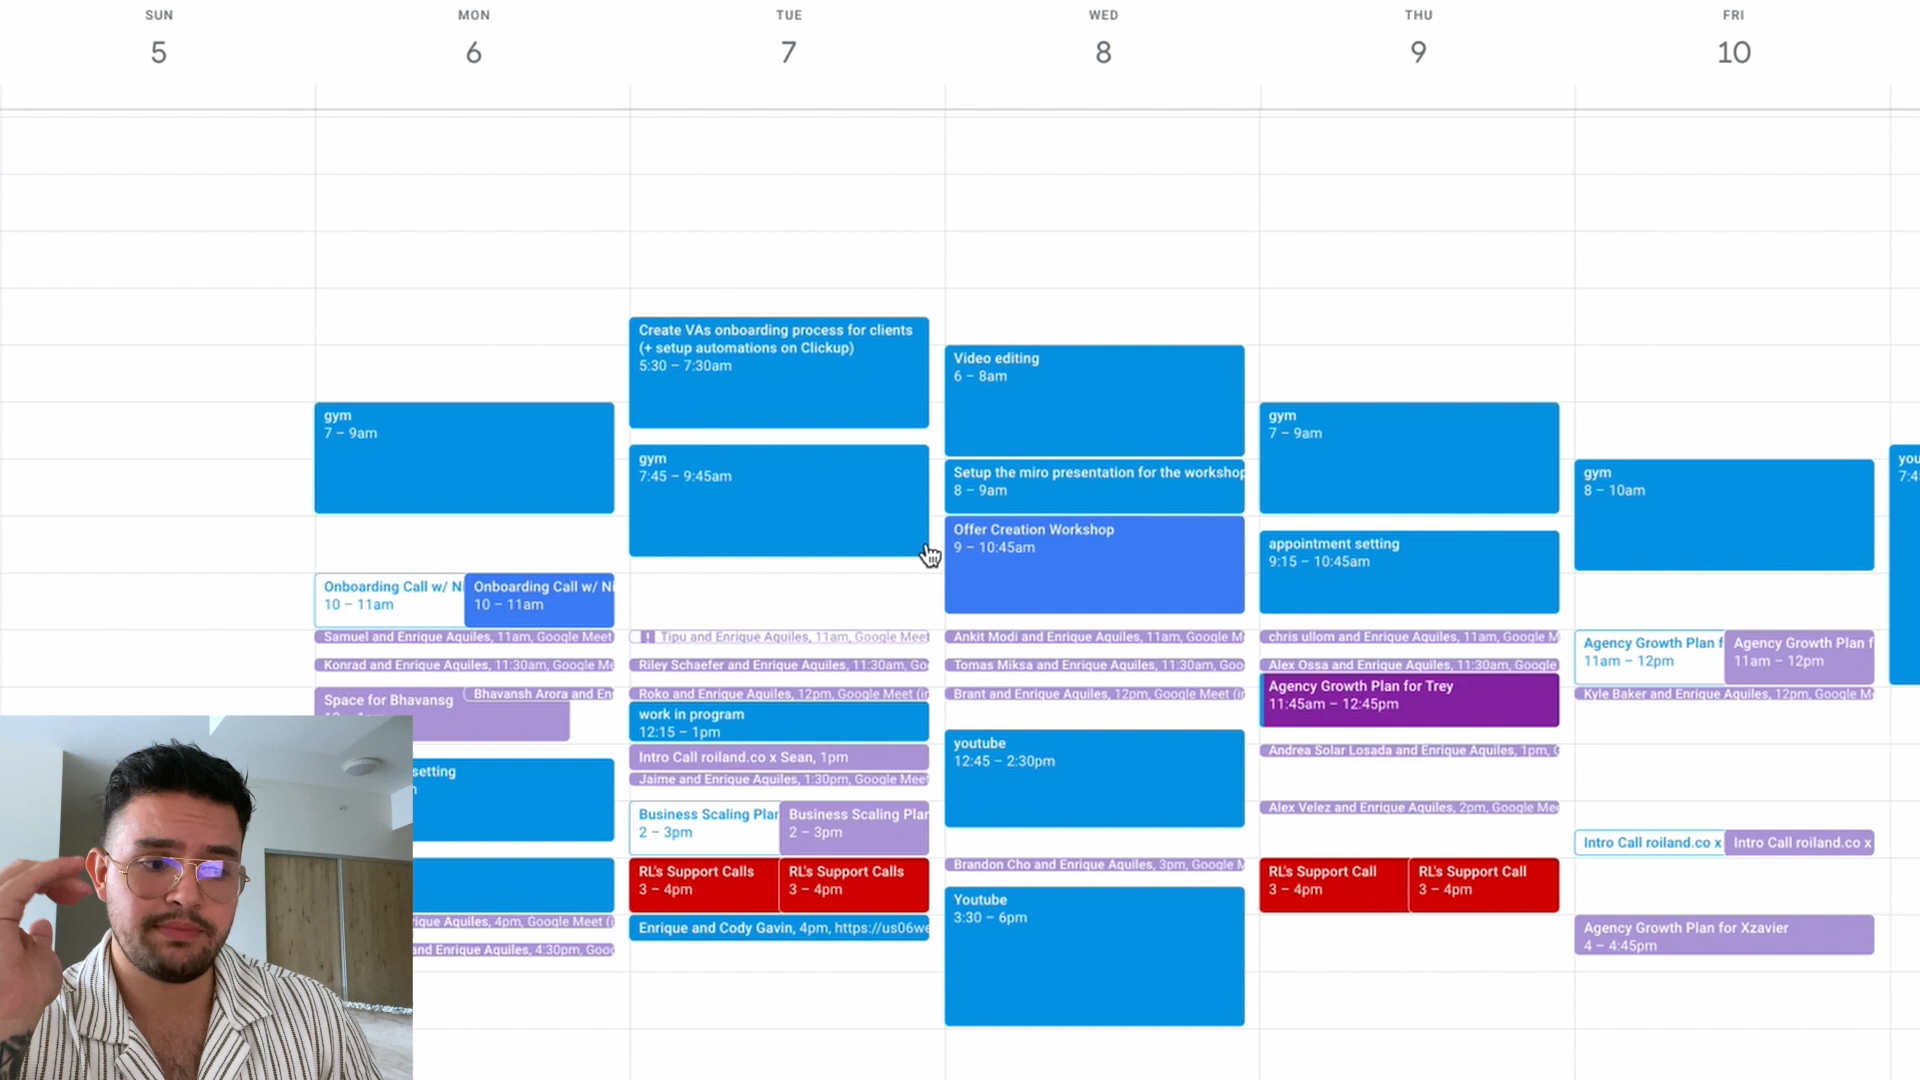 SUN
5
MON
6
TUE
7
WED
8
THU
9
FRI
10
gym
7 – 9am
Onboarding Call w/ Ni
10 – 11am
Onboarding Call w/ Ni
10 – 11am
Samuel and Enrique Aquiles, 11am, Google Meet
Konrad and Enrique Aquiles, 11:30am, Google Me
Space for Bhavansg
Bhavansh Arora and En
setting
rique Aquiles, 4pm, Google Meet (i
and Enrique Aquiles, 4:30pm, Goo
Create VAs onboarding process for clients
(+ setup automations on Clickup)
5:30 – 7:30am
gym
7:45 – 9:45am
Tipu and Enrique Aquiles, 11am, Google Meet
Riley Schaefer and Enrique Aquiles, 11:30am, Go
Roko and Enrique Aquiles, 12pm, Google Meet (i
work in program
12:15 – 1pm
Intro Call roiland.co x Sean, 1pm
Jaime and Enrique Aquiles, 1:30pm, Google Meet
Business Scaling Plar
2 – 3pm
Business Scaling Plar
2 – 3pm
RL's Support Calls
3 – 4pm
RL's Support Calls
3 – 4pm
Enrique and Cody Gavin, 4pm, https://us06we
Video editing
6 – 8am
Setup the miro presentation for the workshop
8 – 9am
Offer Creation Workshop
9 – 10:45am
Ankit Modi and Enrique Aquiles, 11am, Google M
Tomas Miksa and Enrique Aquiles, 11:30am, Goo
Brant and Enrique Aquiles, 12pm, Google Meet (i
youtube
12:45 – 2:30pm
Brandon Cho and Enrique Aquiles, 3pm, Google M
Youtube
3:30 – 6pm
gym
7 – 9am
appointment setting
9:15 – 10:45am
chris ullom and Enrique Aquiles, 11am, Google M
Alex Ossa and Enrique Aquiles, 11:30am, Google
Agency Growth Plan for Trey
11:45am – 12:45pm
Andrea Solar Losada and Enrique Aquiles, 1pm, G
Alex Velez and Enrique Aquiles, 2pm, Google Mee
RL's Support Call
3 – 4pm
RL's Support Call
3 – 4pm
gym
8 – 10am
Agency Growth Plan f
11am – 12pm
Agency Growth Plan f
11am – 12pm
Kyle Baker and Enrique Aquiles, 12pm, Google M
Intro Call roiland.co x
Intro Call roiland.co x
Agency Growth Plan for Xzavier
4 – 4:45pm
you
7:4